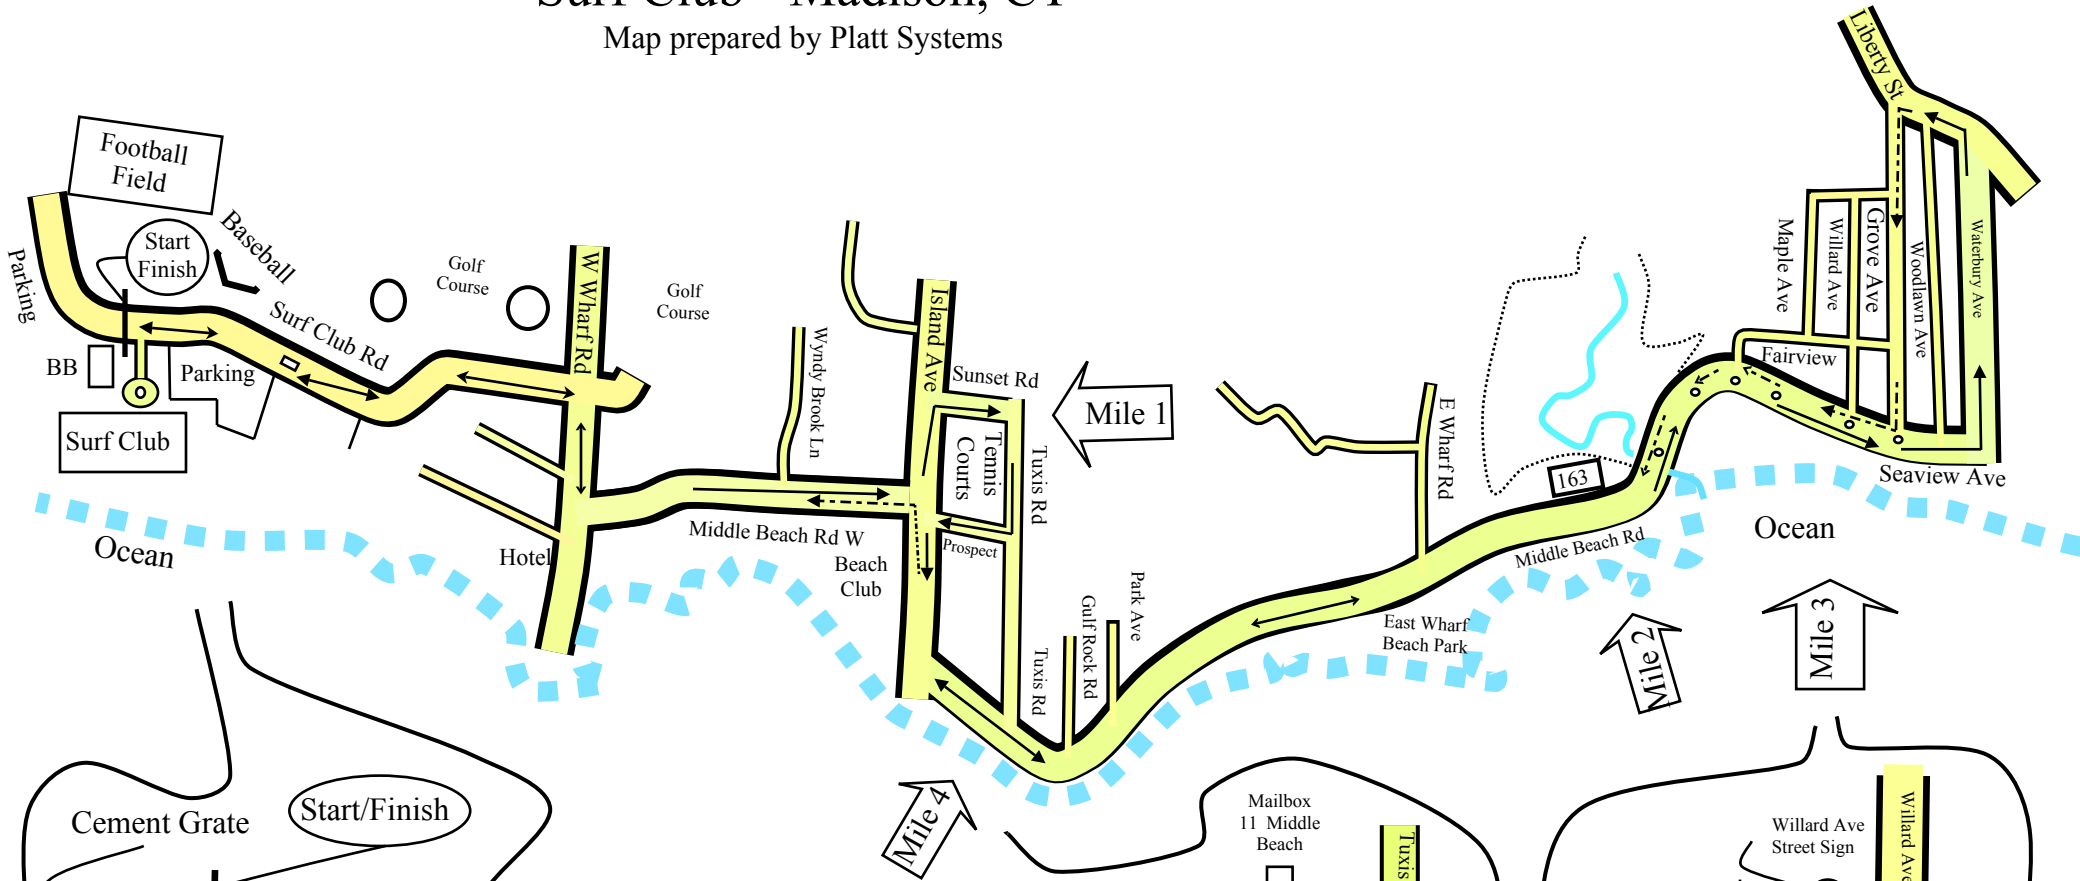 Surf Club - Madison, CT
Map prepared by Platt Systems
Liberty St
Football
Field
Start
Finish
Baseball
Parking
Surf Club Rd
BB
Parking
Surf Club
Golf
Course
W Wharf Rd
Golf
Course
Wyndy Brook Ln
Island Ave
Sunset Rd
Tennis
Courts
Tuxis Rd
Mile 1
E Wharf Rd
163
Maple Ave
Willard Ave
Grove Ave
Woodlawn Ave
Waterbury Ave
Fairview
Seaview Ave
Ocean
Hotel
Middle Beach Rd W
Beach
Club
Prospect
Middle Beach Rd
Ocean
Tuxis Rd
Gulf Rock Rd
Park Ave
East Wharf
Beach Park
Mile 2
Mile 3
Mile 4
Cement Grate
Start/Finish
Mailbox
11 Middle
Beach
Tuxis
Willard Ave
Street Sign
Willard Ave